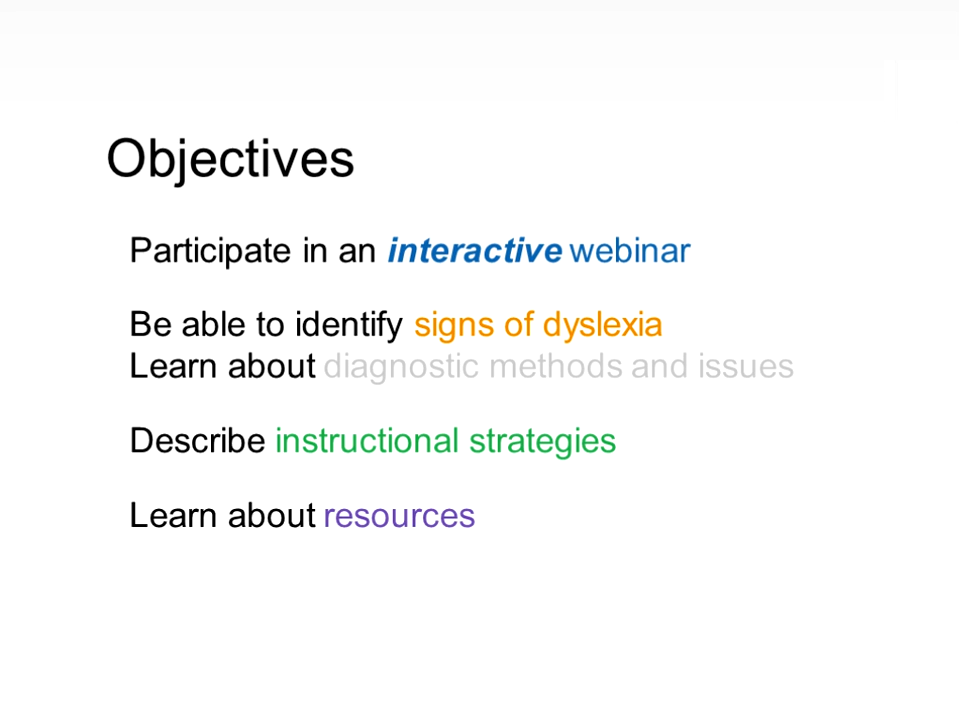 Objectives
Participate in an interactive webinar
Be able to identify signs of dyslexia
Learn about diagnostic methods and issues
Describe instructional strategies
Learn about resources